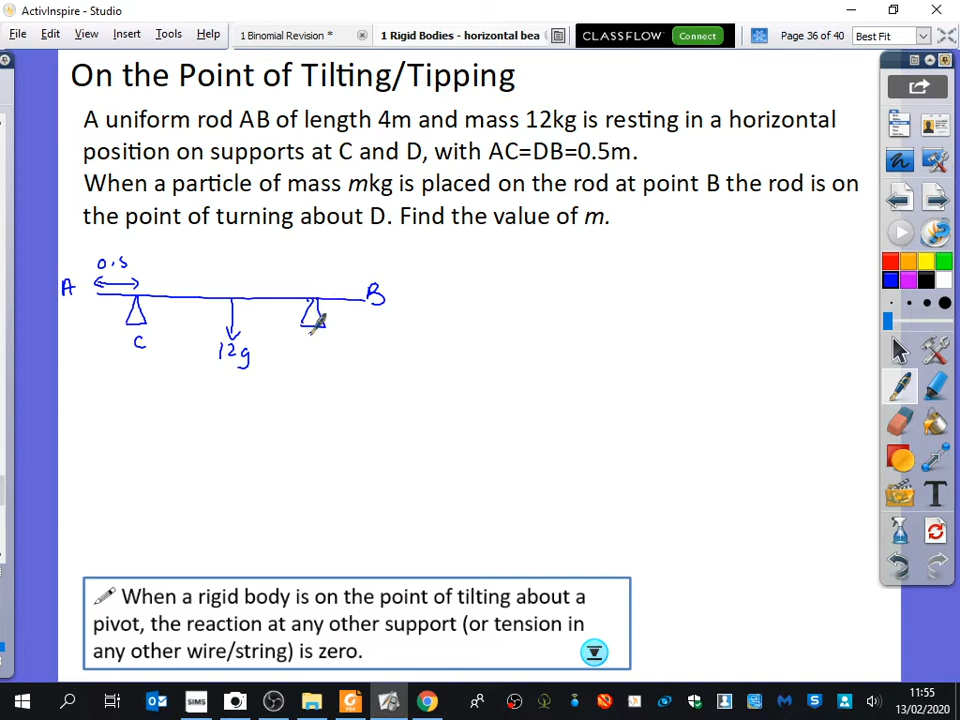 ActivInspire - Studio
File Edit View Insert Tools Help
1 Binomial Revision *
1 Rigid Bodies - horizontal bea
CLASSFLOW Connect
Page 36 of 40
Best Fit
On the Point of Tilting/Tipping
A uniform rod AB of length 4m and mass 12kg is resting in a horizontal
position on supports at C and D, with AC=DB=0.5m.
When a particle of mass mkg is placed on the rod at point B the rod is on
the point of turning about D. Find the value of m.
0.5
A
B
C
12g
When a rigid body is on the point of tilting about a
pivot, the reaction at any other support (or tension in
any other wire/string) is zero.
SIMS
11:55
13/02/2020